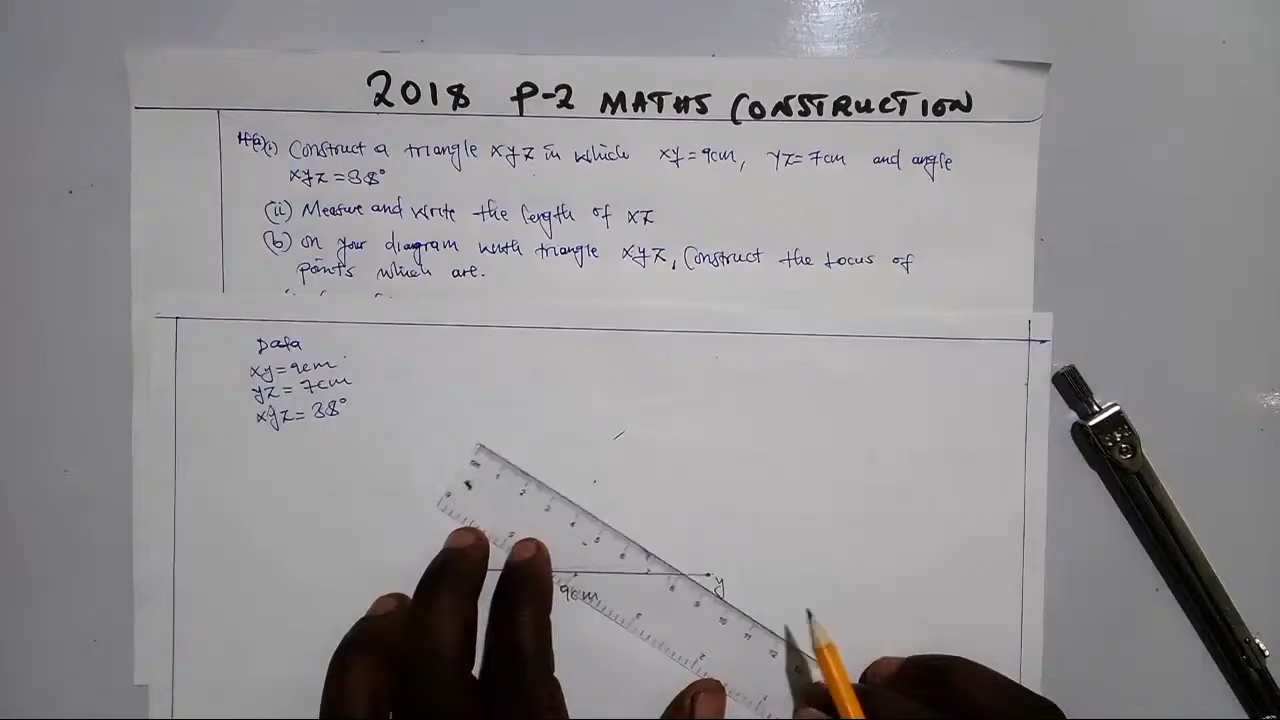 2018 P-2 MATHS CONSTRUCTION
(i) Construct a triangle XYZ in which XY = 9cm, YZ = 7cm and angle
XYZ = 38°
(ii) Measure and write the length of XZ
(b) on your diagram with triangle XYZ, Construct the locus of
points which are.
Data
XY = 9cm
YZ = 7cm
XYZ = 38°
Y
9cm